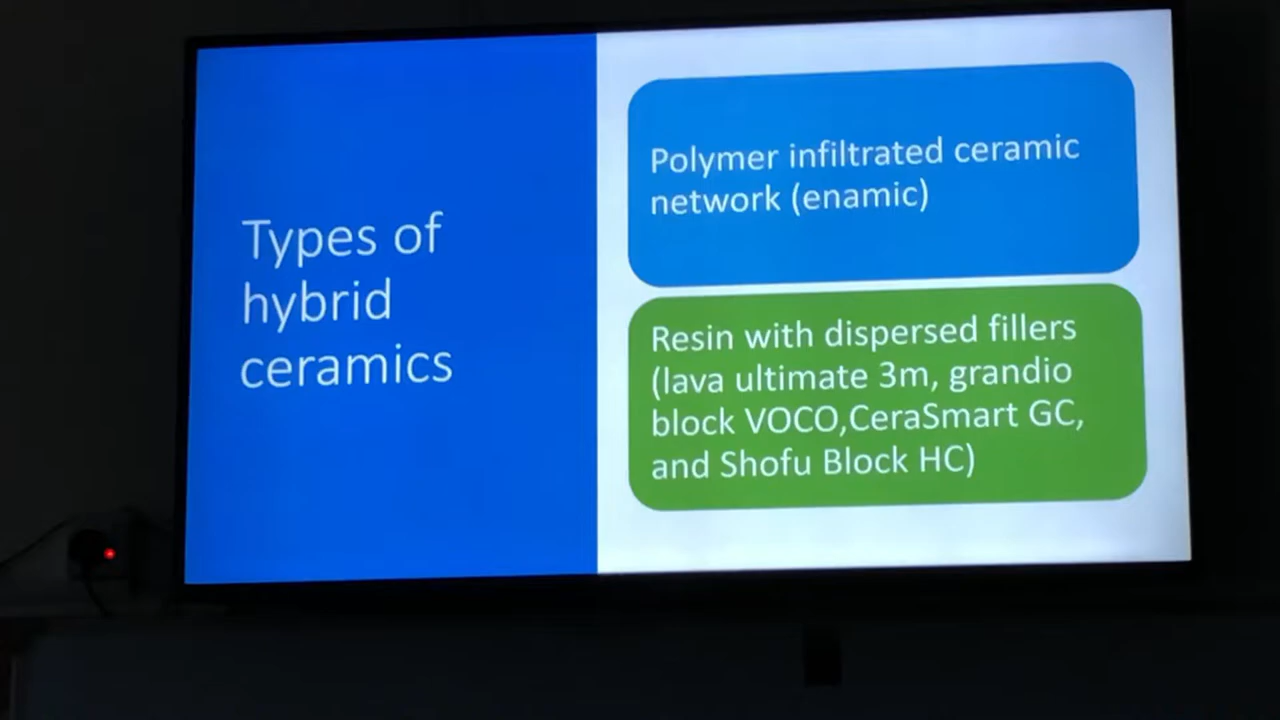 Types of
hybrid
ceramics
Polymer infiltrated ceramic
network (enamic)
Resin with dispersed fillers
(lava ultimate 3m, grandio
block VOCO,CeraSmart GC,
and Shofu Block HC)